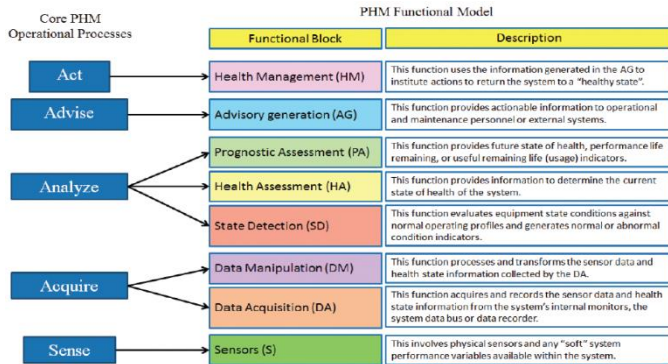 Core PHM
Operational Processes
PHM Functional Model
Functional Block
Description
Act
Health Management (HM)
This function uses the information generated in the AG to
institute actions to return the system to a "healthy state".
Advise
Advisory generation (AG)
This function provides actionable information to operational
and maintenance personnel or external systems.
Analyze
Prognostic Assessment (PA)
This function provides future state of health, performance life
remaining, or useful remaining life (usage) indicators.
Health Assessment (HA)
This function provides information to determine the current
state of health of the system.
State Detection (SD)
This function evaluates equipment state conditions against
normal operating profiles and generates normal or abnormal
condition indicators.
Acquire
Data Manipulation (DM)
This function processes and transforms the sensor data and
health state information collected by the DA.
Data Acquisition (DA)
This function acquires and records the sensor data and health
state information from the system's internal monitors, the
system data bus or data recorder.
Sense
Sensors (S)
This involves physical sensors and any "soft" system
performance variables available within the system.